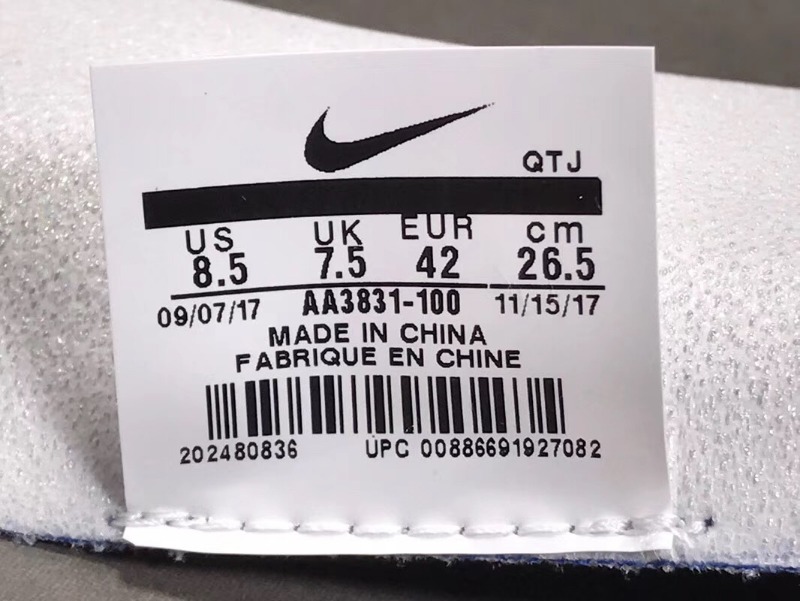 QTJ
US UK EUR cm
8.5 7.5 42 26.5
09/07/17 AA3831-100 11/15/17
MADE IN CHINA
FABRIQUE EN CHINE
202480836 UPC 00886691927082